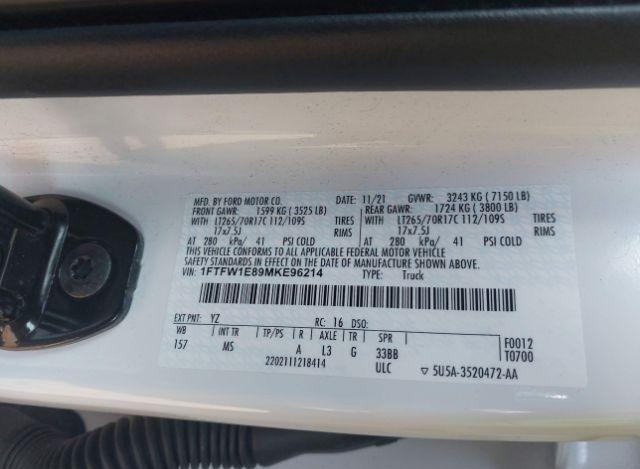 MFD. BY FORD MOTOR CO. DATE: 11/21 GVWR: 3243 KG ( 7150 LB)
FRONT GAWR: 1599 KG ( 3525 LB) REAR GAWR: 1724 KG ( 3800 LB)
LT265/70R17C 112/109S TIRES LT265/70R17C 112/109S TIRES
17x7.5J RIMS 17x7.5J RIMS
AT 280 kPa/ 41 PSI COLD AT 280 kPa/ 41 PSI COLD
THIS VEHICLE CONFORMS TO ALL APPLICABLE FEDERAL MOTOR VEHICLE
SAFETY STANDARDS IN EFFECT ON THE DATE OF MANUFACTURE SHOWN ABOVE.
VIN: 1FTFW1E89MKE96214 TYPE: Truck
EXT PNT: YZ RC: 16 DSO: F0012
WB INT TR TP/PS R AXLE TR SPR T0700
157 MS A L3 G 33BB
2202111218414 ULC ▽ 5U5A-3520472-AA